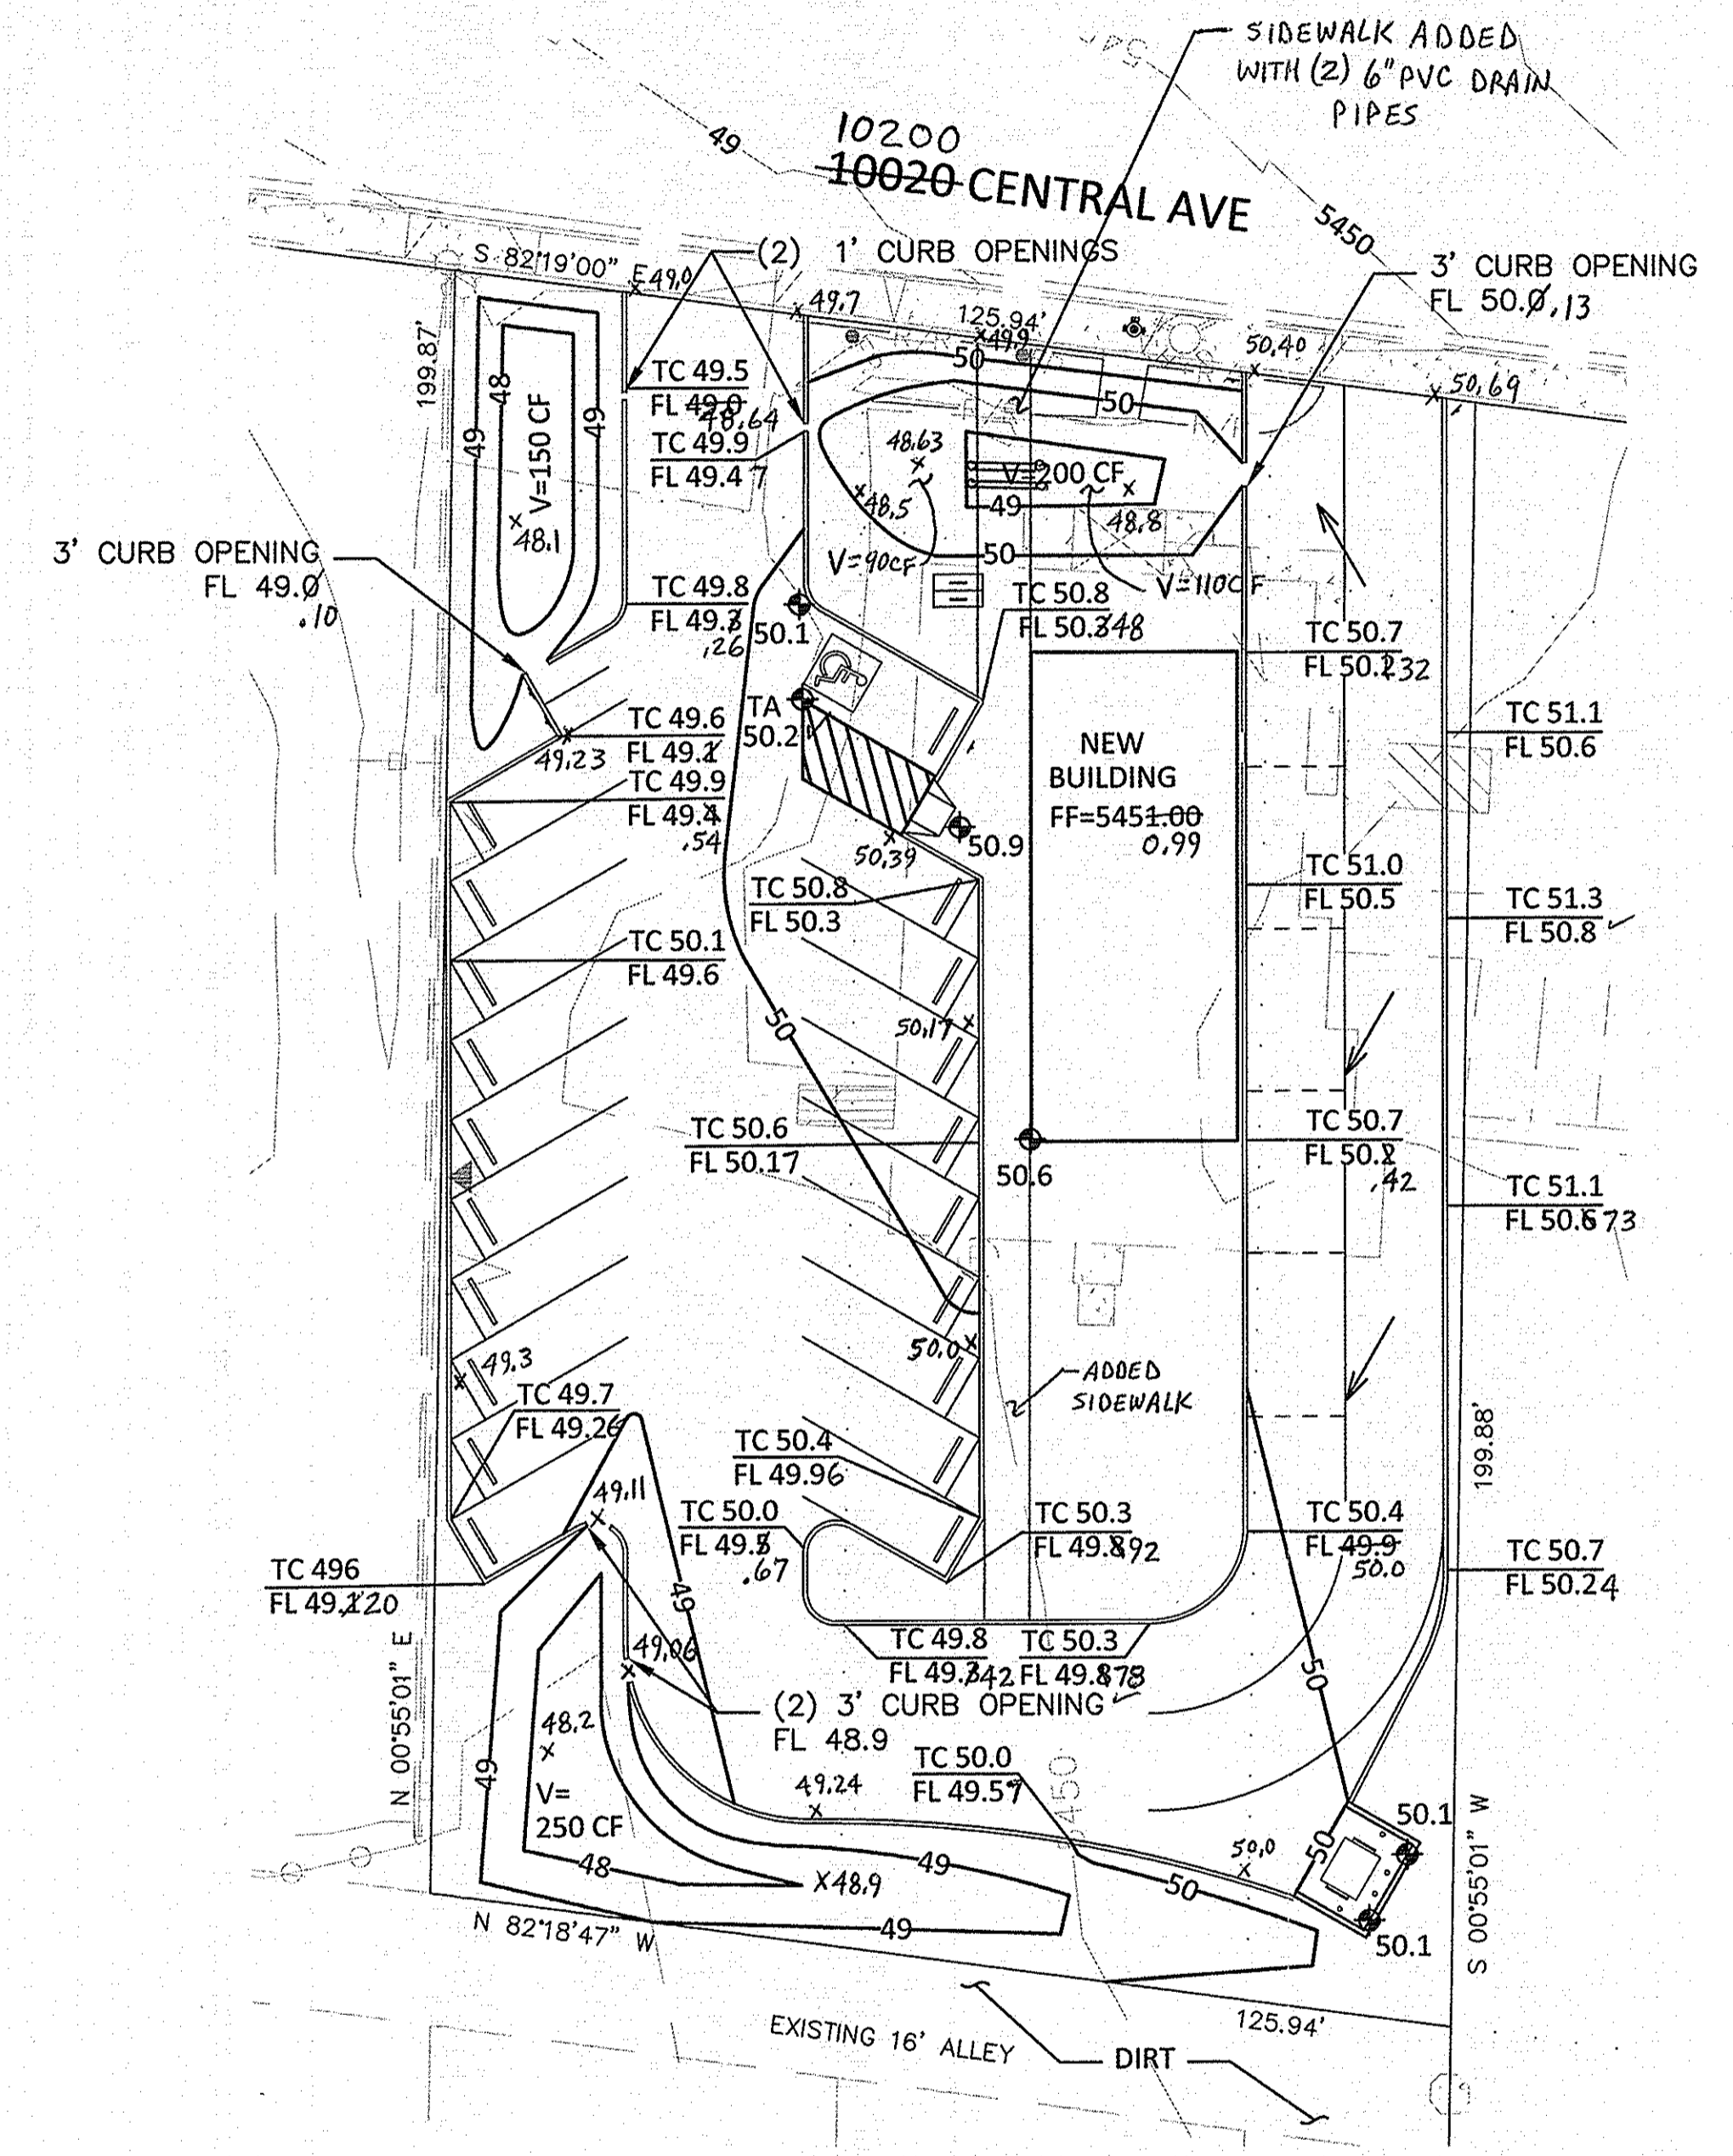 SIDEWALK ADDED
WITH (2) 6" PVC DRAIN
PIPES
54
49
10200
10020 CENTRAL AVE
5450
(2) 1' CURB OPENINGS
3' CURB OPENING
FL 50.0.13
S 82°19'00" E
49.0
49.7
125.94'
49.9
50.40
50.69
199.87'
50
50
TC 49.5
FL 49.0
48.64
TC 49.9
FL 49.4 7
48
49
49
V=150 CF
48.1
48.63
48.5
V=200 CF
49
48.8
50
V=90CF
V=110CF
3' CURB OPENING
FL 49.0
.10
TC 49.8
FL 49.3
.26
50.1
TC 50.8
FL 50.348
TC 50.7
FL 50.232
TA
50.2
TC 49.6
FL 49.1
49.23
TC 49.9
FL 49.4
.54
NEW
BUILDING
FF=5451.00
0.99
TC 51.1
FL 50.6
50.9
50.39
TC 50.8
FL 50.3
TC 51.0
FL 50.5
TC 51.3
FL 50.8
TC 50.1
FL 49.6
50
50.17
TC 50.6
FL 50.17
50.6
TC 50.7
FL 50.2
.42
TC 51.1
FL 50.673
50.0
49.3
ADDED
SIDEWALK
TC 49.7
FL 49.26
TC 50.4
FL 49.96
199.88'
49.11
TC 50.0
FL 49.5
.67
TC 50.3
FL 49.892
TC 50.4
FL 49.9
50.0
TC 50.7
FL 50.24
TC 496
FL 49.120
49
49.06
TC 49.8
FL 49.342
TC 50.3
FL 49.878
50
N 00°55'01" E
(2) 3' CURB OPENING
FL 48.9
48.2
49
V=
250 CF
48
49.24
TC 50.0
FL 49.57
5450
50.1
50
50.0
S 00°55'01" W
48.9
49
50
49
50.1
N 82°18'47" W
125.94'
EXISTING 16' ALLEY
DIRT